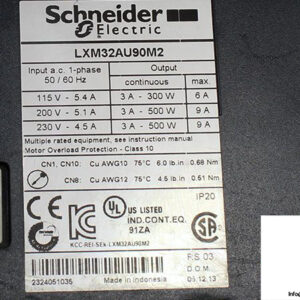 Schneider
Electric
LXM32AU90M2
Input a.c. 1-phase Output
50 / 60 Hz continuous max
115 V - 5.4 A 3 A - 300 W 6 A
200 V - 5.1 A 3 A - 500 W 9 A
230 V - 4.5 A 3 A - 500 W 9 A
Multiple rated equipment, see instruction manual
Motor Overload Protection - Class 10
CN1, CN10: Cu AWG10 75°C 6.0 lb.in 0.68 Nm
CN8: Cu AWG12 75°C 4.5 lb.in 0.51 Nm
IP20
UL US LISTED
IND.CONT.EQ.
91ZA
KCC-REI-SEk-LXM32AU90M2
2324051035
Made in Indonesia
RS 03
D.O.M.
12.13